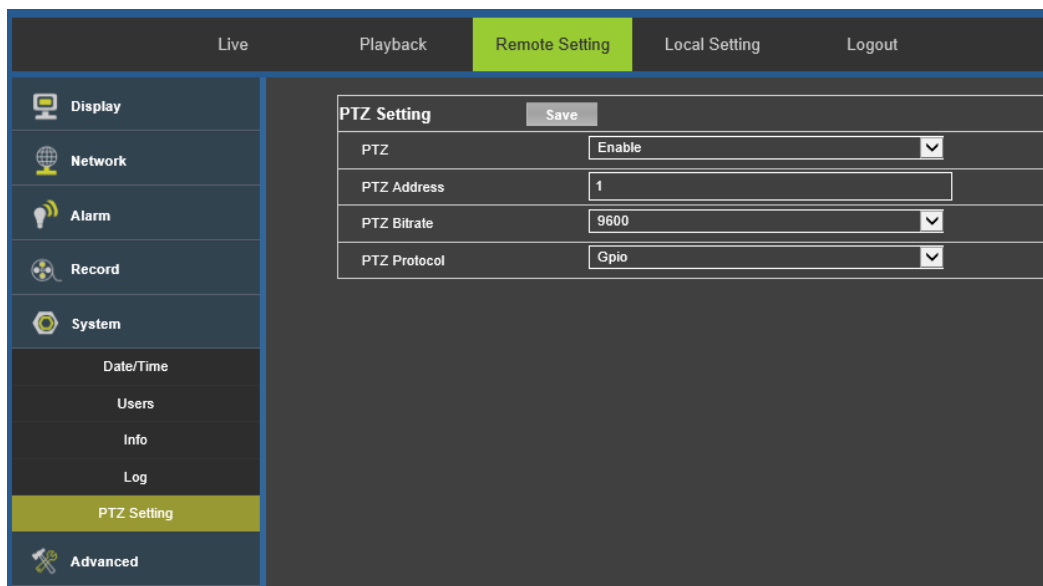 Live Playback Remote Setting Local Setting Logout
Display
Network
Alarm
Record
System
Date/Time
Users
Info
Log
PTZ Setting
Advanced
PTZ Setting Save
PTZ Enable
PTZ Address 1
PTZ Bitrate 9600
PTZ Protocol Gpio